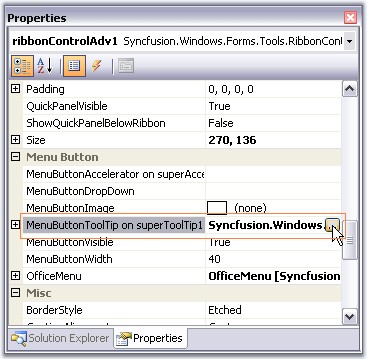 Properties
ribbonControlAdv1 Syncfusion.Windows.Forms.Tools.RibbonCont
Padding 0, 0, 0, 0
QuickPanelVisible True
ShowQuickPanelBelowRibbon False
Size 270, 136
Menu Button
MenuButtonAccelerator on superAcce
MenuButtonDropDown
MenuButtonImage (none)
MenuButtonToolTip on superToolTip1 Syncfusion.Windows
MenuButtonVisible True
MenuButtonWidth 40
OfficeMenu OfficeMenu [Syncfusion
Misc
BorderStyle Etched
Solution Explorer Properties